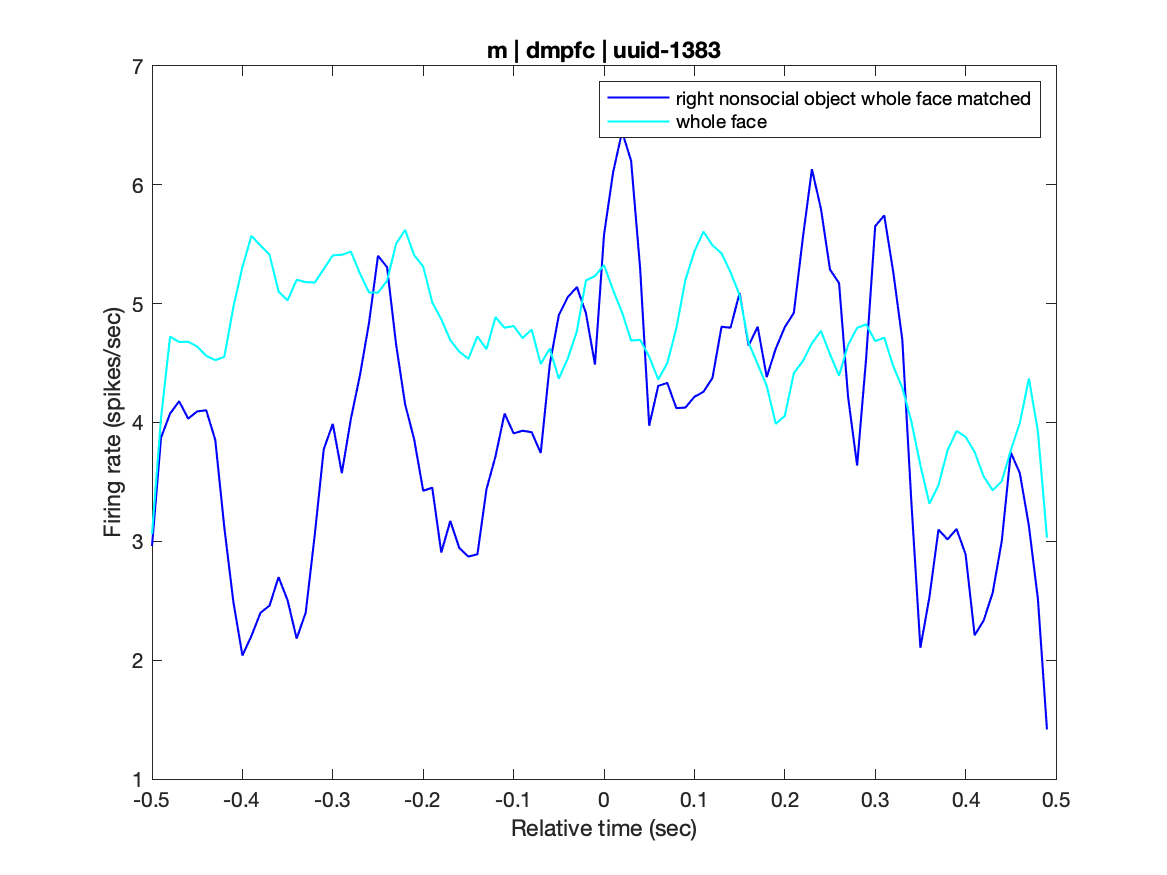 m | dmpfc | uuid-1383
right nonsocial object whole face matched
whole face
Firing rate (spikes/sec)
7
6
5
4
3
2
1
-0.5 -0.4 -0.3 -0.2 -0.1 0 0.1 0.2 0.3 0.4 0.5
Relative time (sec)